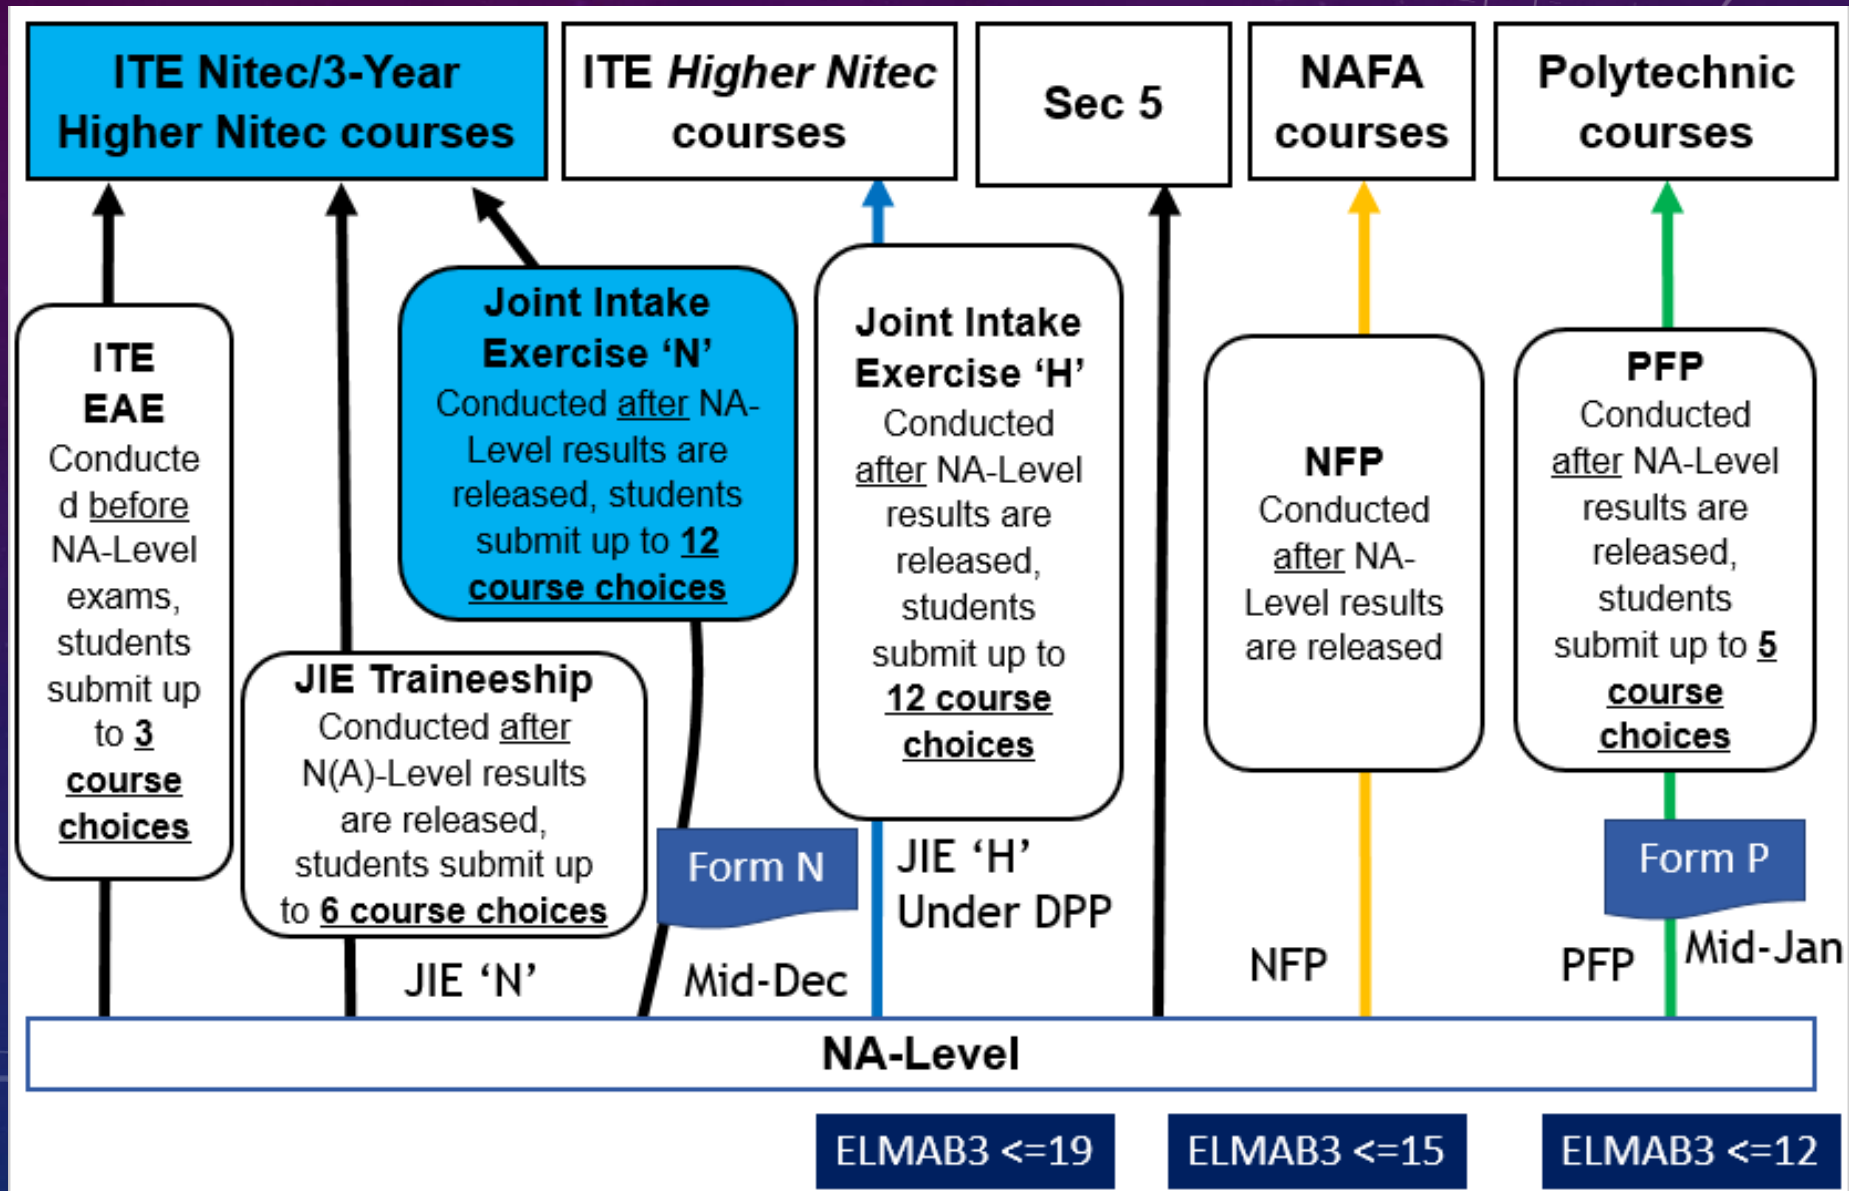 ITE Nitec/3-Year
Higher Nitec courses
ITE Higher Nitec
courses
Sec 5
NAFA
courses
Polytechnic
courses
ITE
EAE
Conducte
d before
NA-Level
exams,
students
submit up
to 3
course
choices
JIE Traineeship
Conducted after
N(A)-Level results
are released,
students submit up
to 6 course choices
Joint Intake
Exercise ‘N’
Conducted after NA-
Level results are
released, students
submit up to 12
course choices
Joint Intake
Exercise ‘H’
Conducted
after NA-Level
results are
released,
students
submit up to
12 course
choices
NFP
Conducted
after NA-
Level results
are released
PFP
Conducted
after NA-Level
results are
released,
students
submit up to 5
course
choices
Form N
JIE ‘H’
Under DPP
Form P
JIE ‘N’
Mid-Dec
NFP
PFP
Mid-Jan
NA-Level
ELMAB3 <=19
ELMAB3 <=15
ELMAB3 <=12